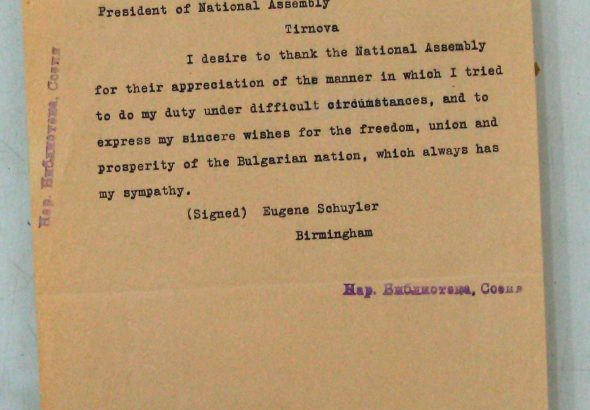 President of National Assembly
Tirnova
I desire to thank the National Assembly
for their appreciation of the manner in which I tried
to do my duty under difficult circumstances, and to
express my sincere wishes for the freedom, union and
prosperity of the Bulgarian nation, which always has
my sympathy.
(Signed) Eugene Schuyler
Birmingham
Нар. Библиотека, София
Нар. Библиотека, София